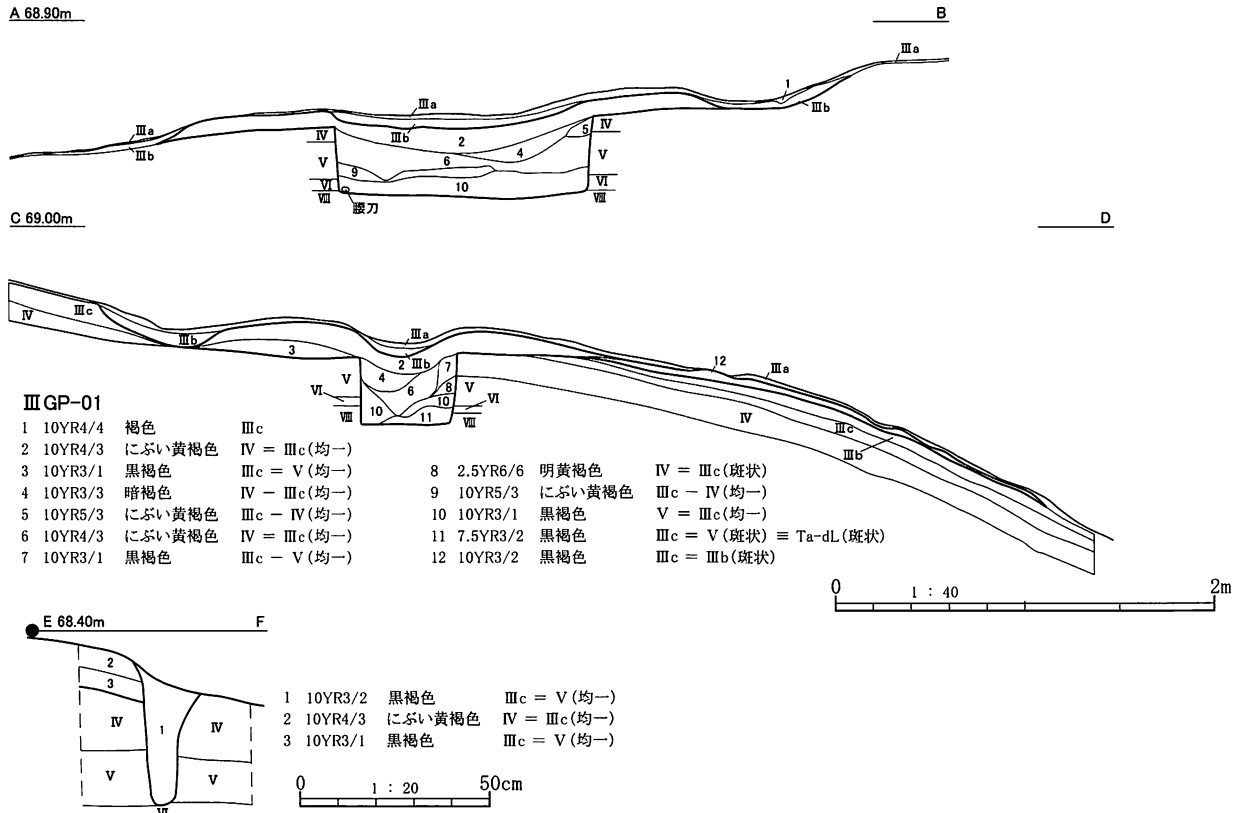 A 68.90m
B
Ⅲa
1
Ⅲb
Ⅲa
Ⅲa
Ⅲb
Ⅳ
Ⅲb
2
5
Ⅳ
4
Ⅴ
6
Ⅴ
9
Ⅵ
10
Ⅵ
Ⅷ
腰刀
Ⅷ
C 69.00m
D
Ⅲc
Ⅳ
Ⅲb
Ⅲa
3
2
Ⅲb
7
12
Ⅲa
Ⅴ
4
6
8
Ⅴ
Ⅵ
10
10
Ⅵ
Ⅷ
11
Ⅷ
Ⅳ
Ⅲc
Ⅲb
ⅢGP-01
1 10YR4/4 褐色 Ⅲc
2 10YR4/3 にぶい黄褐色 Ⅳ = Ⅲc(均一)
3 10YR3/1 黒褐色 Ⅲc = Ⅴ(均一)
4 10YR3/3 暗褐色 Ⅳ - Ⅲc(均一)
5 10YR5/3 にぶい黄褐色 Ⅲc - Ⅳ(均一)
6 10YR4/3 にぶい黄褐色 Ⅳ = Ⅲc(均一)
7 10YR3/1 黒褐色 Ⅲc - Ⅴ(均一)
8 2.5YR6/6 明黄褐色 Ⅳ = Ⅲc(斑状)
9 10YR5/3 にぶい黄褐色 Ⅲc - Ⅳ(均一)
10 10YR3/1 黒褐色 Ⅴ = Ⅲc(均一)
11 7.5YR3/2 黒褐色 Ⅲc = Ⅴ(斑状) ≡ Ta-dL(斑状)
12 10YR3/2 黒褐色 Ⅲc = Ⅲb(斑状)
0 1 : 40 2m
E 68.40m F
2
3
Ⅳ
1
Ⅳ
Ⅴ
Ⅴ
Ⅵ
1 10YR3/2 黒褐色 Ⅲc = Ⅴ(均一)
2 10YR4/3 にぶい黄褐色 Ⅳ = Ⅲc(均一)
3 10YR3/1 黒褐色 Ⅲc = Ⅴ(均一)
0 1 : 20 50cm